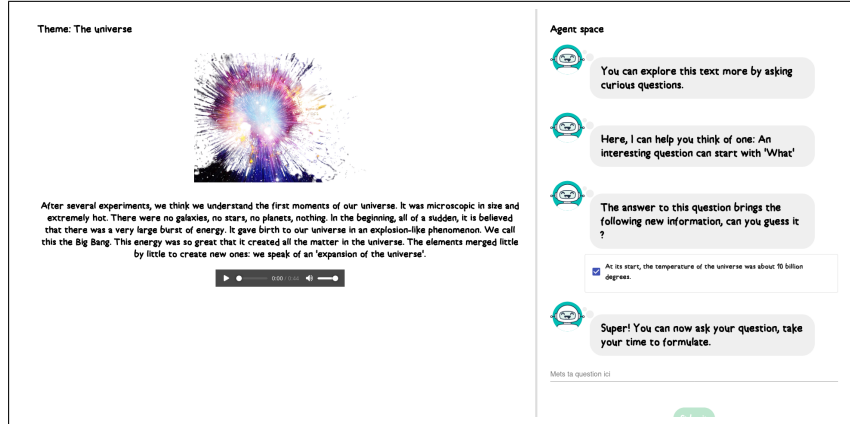 Theme: The universe
After several experiments, we think we understand the first moments of our universe. It was microscopic in size and
extremely hot. There were no galaxies, no stars, no planets, nothing. In the beginning, all of a sudden, it is believed
that there was a very large burst of energy. It gave birth to our universe in an explosion-like phenomenon. We call
this the Big Bang. This energy was so great that it created all the matter in the universe. The elements merged little
by little to create new ones: we speak of an 'expansion of the universe'.
Agent space
You can explore this text more by asking
curious questions.
Here, I can help you think of one: An
interesting question can start with 'What'
The answer to this question brings the
following new information, can you guess it
?
At its start, the temperature of the universe was about 10 billion
degrees.
Super! You can now ask your question, take
your time to formulate.
Mets ta question ici